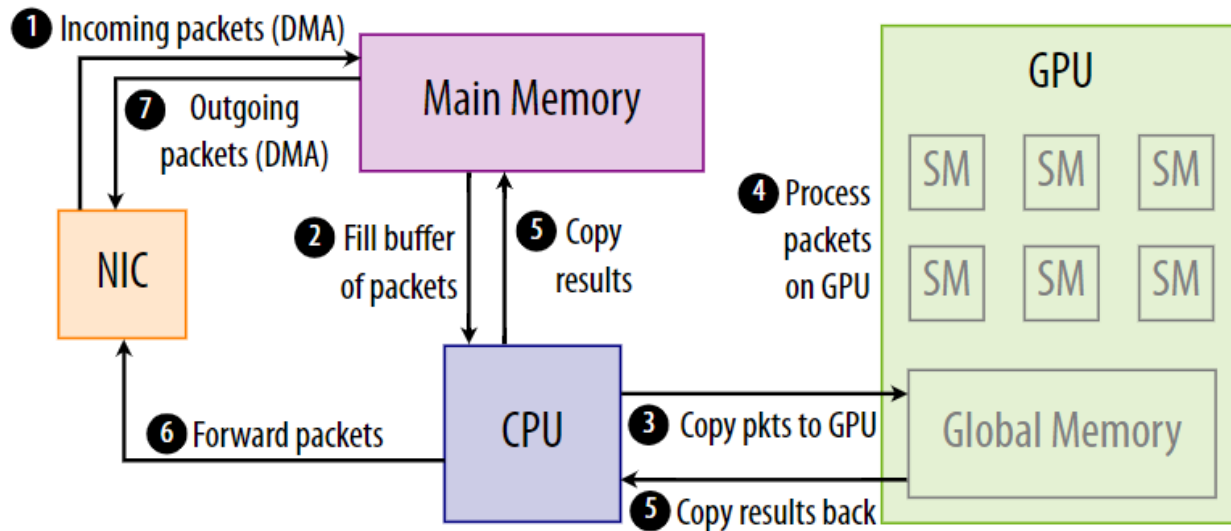 1 Incoming packets (DMA)
Main Memory
7 Outgoing
packets (DMA)
GPU
SM SM SM
4 Process
packets
on GPU
SM SM SM
NIC
2 Fill buffer
of packets
5 Copy
results
CPU
3 Copy pkts to GPU
Global Memory
6 Forward packets
5 Copy results back